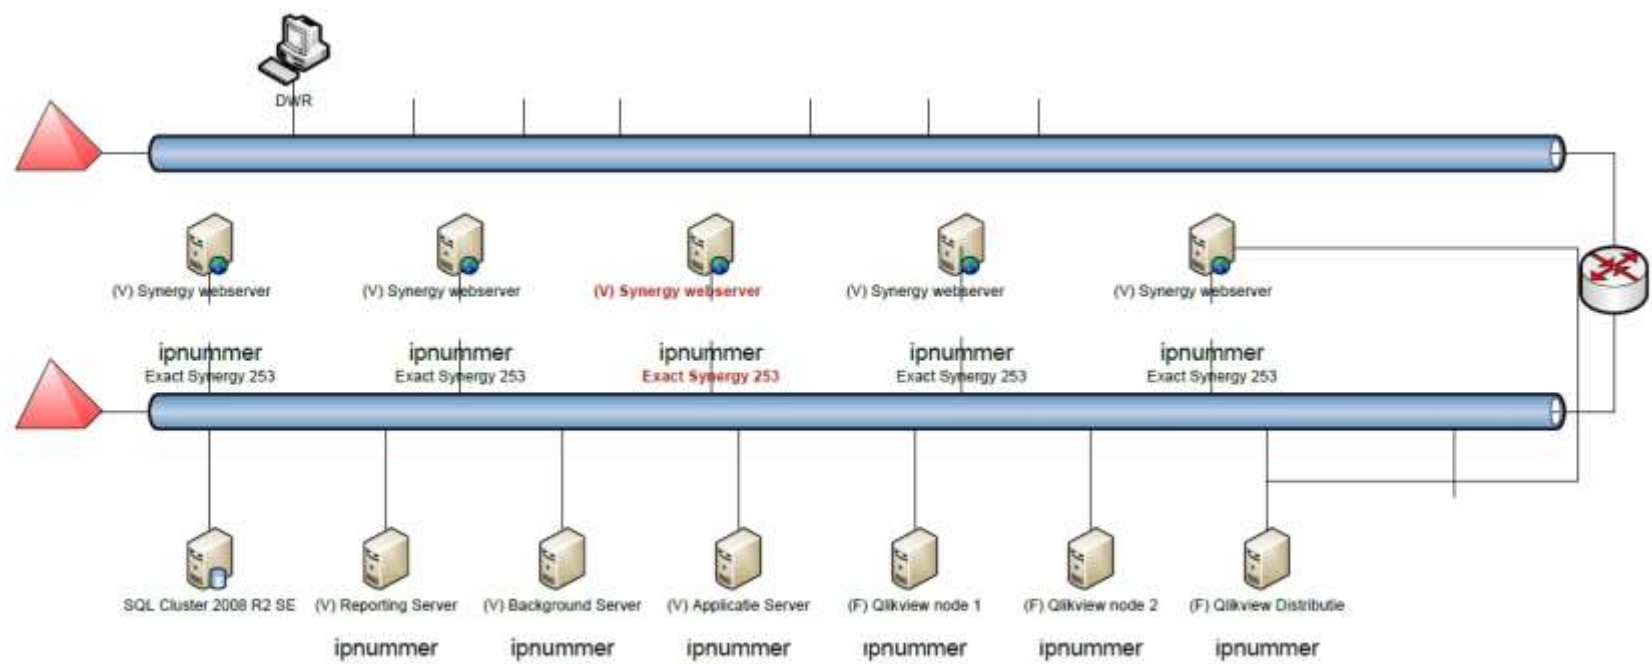 DWR
(V) Synergy webserver
(V) Synergy webserver
(V) Synergy webserver
(V) Synergy webserver
(V) Synergy webserver
ipnummer
ipnummer
ipnummer
ipnummer
ipnummer
Exact Synergy 253
Exact Synergy 253
Exact Synergy 253
Exact Synergy 253
Exact Synergy 253
SQL Cluster 2008 R2 SE
(V) Reporting Server
(V) Background Server
(V) Applicatie Server
(F) Qlikview node 1
(F) Qlikview node 2
(F) Qlikview Distributie
ipnummer
ipnummer
ipnummer
ipnummer
ipnummer
ipnummer